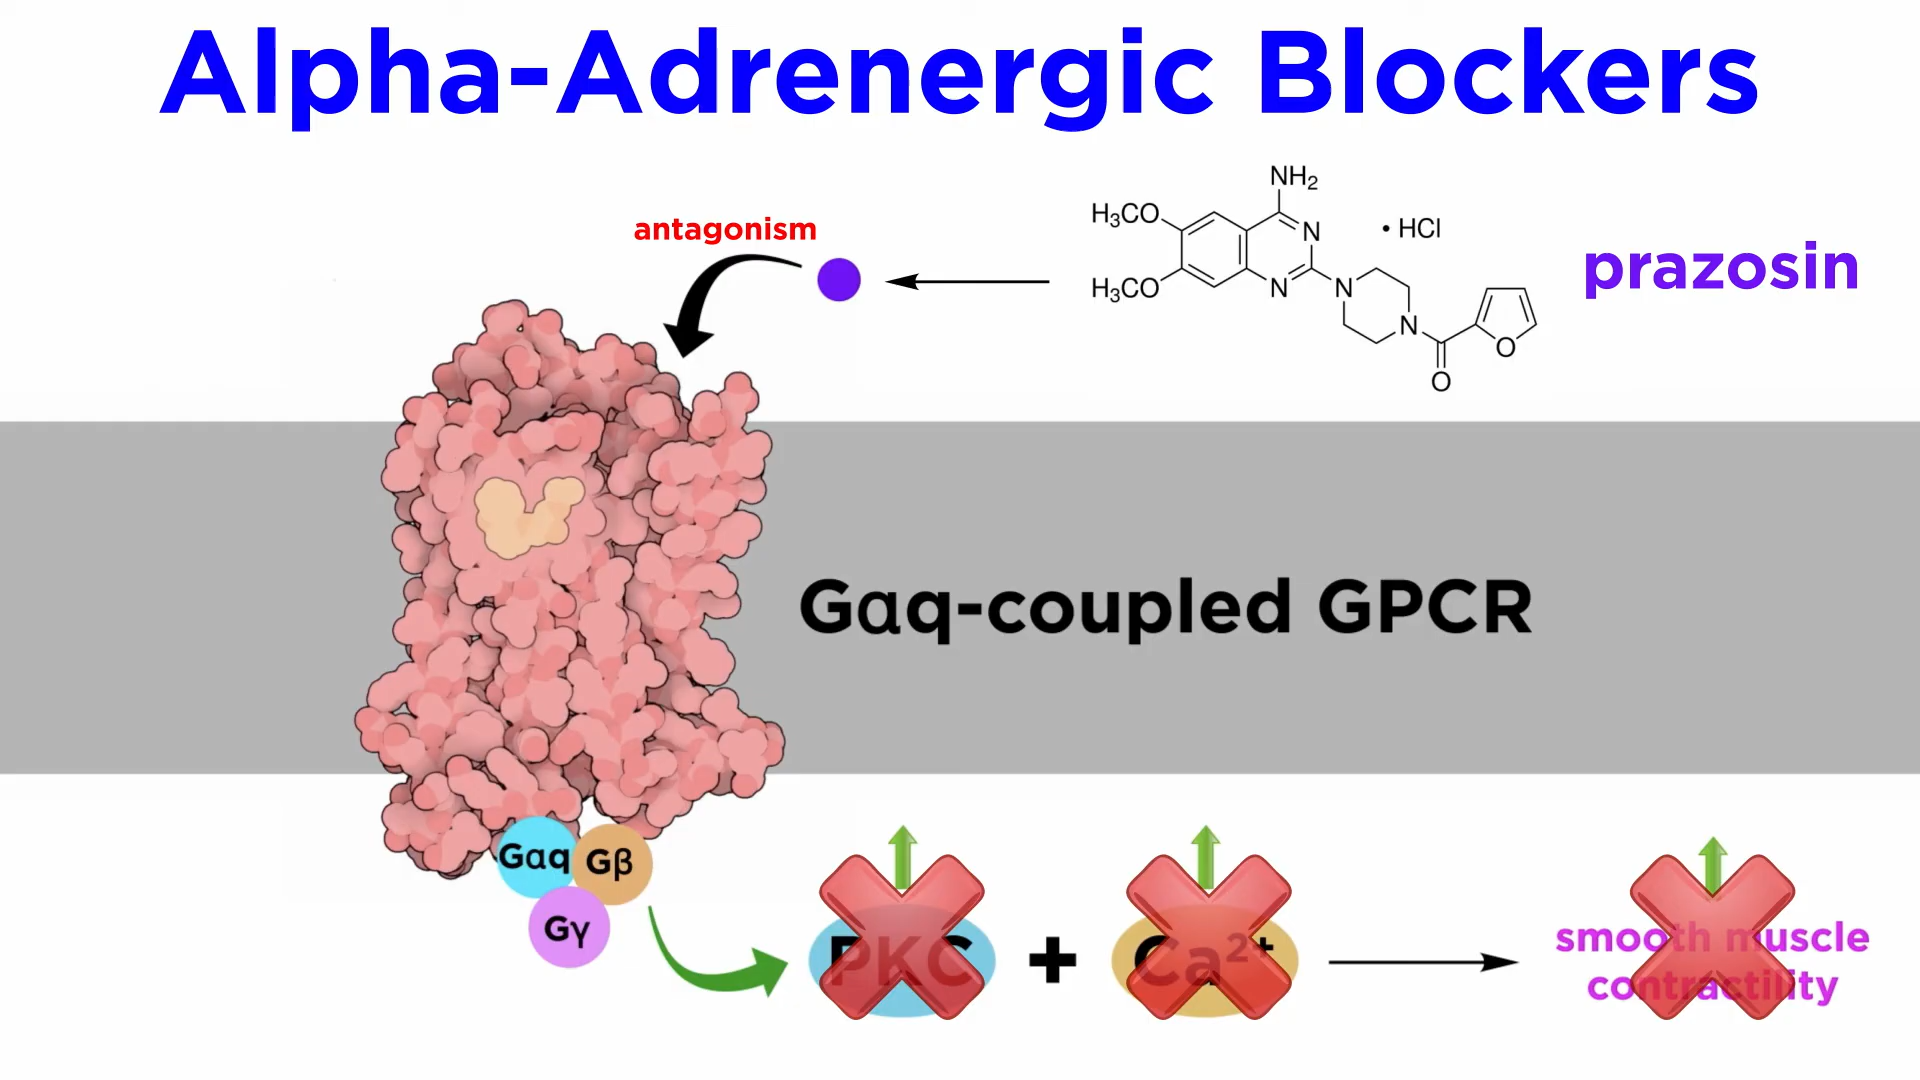 Alpha-Adrenergic Blockers
antagonism
NH₂
H₃CO
N
• HCl
prazosin
H₃CO
N
N
N
O
O
Gαq-coupled GPCR
Gαq
Gβ
Gγ
PKC + Ca²⁺
smooth muscle
contractility